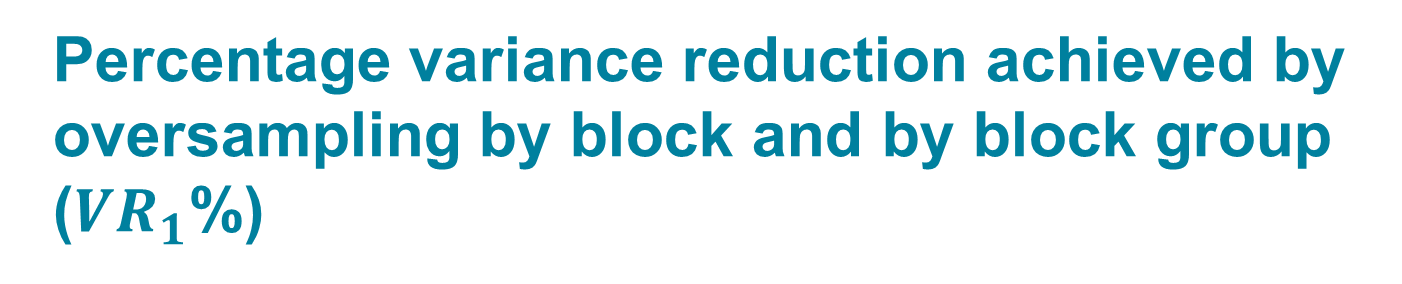 Percentage variance reduction achieved by
oversampling by block and by block group
(𝑽𝑹₁%)